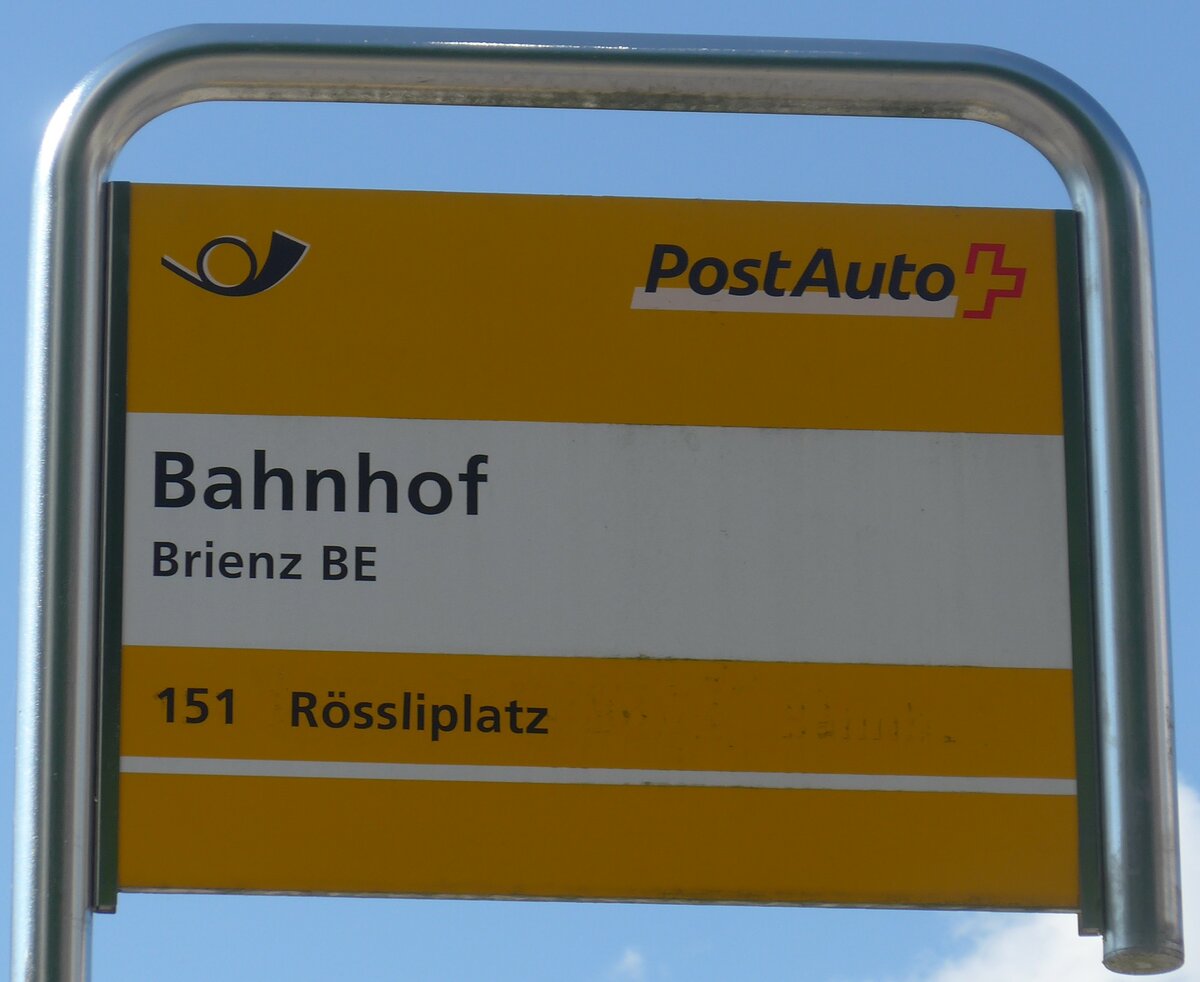 PostAuto
Bahnhof
Brienz BE
151 Rössliplatz